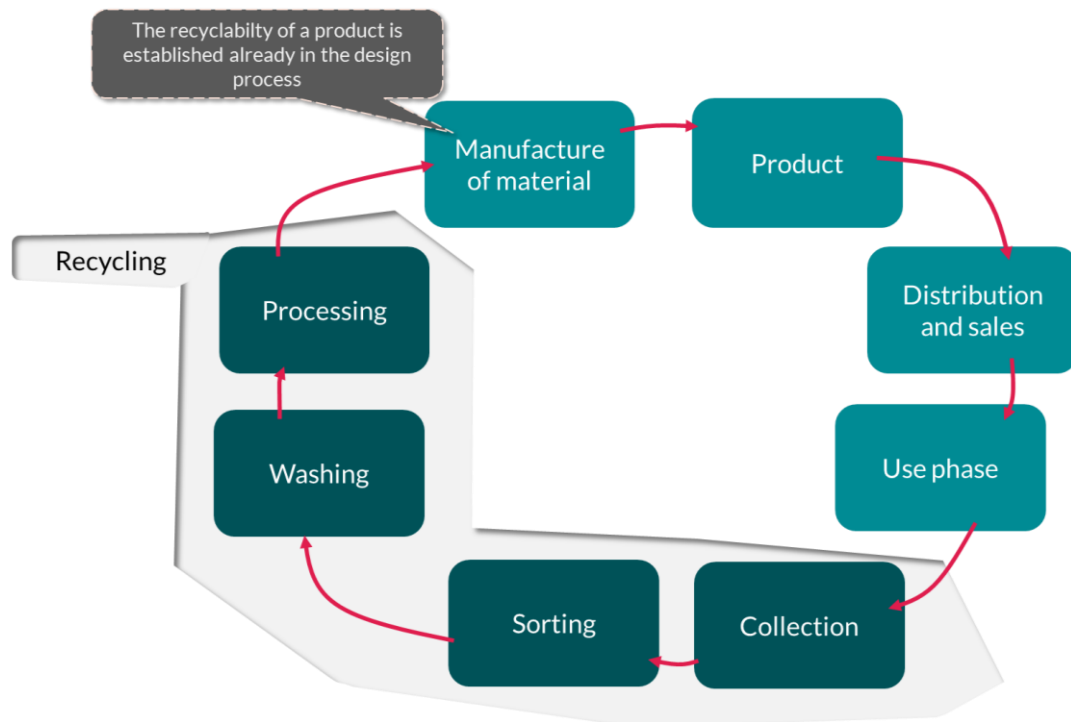 The recyclabilty of a product is
established already in the design
process
Manufacture
of material
Product
Distribution
and sales
Use phase
Collection
Sorting
Washing
Processing
Recycling